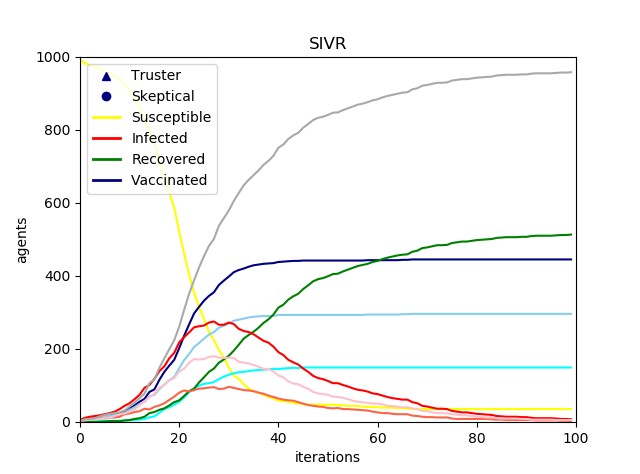 SIVR
1000
800
600
400
200
0
Truster
Skeptical
Susceptible
Infected
Recovered
Vaccinated
agents
0 20 40 60 80 100
iterations